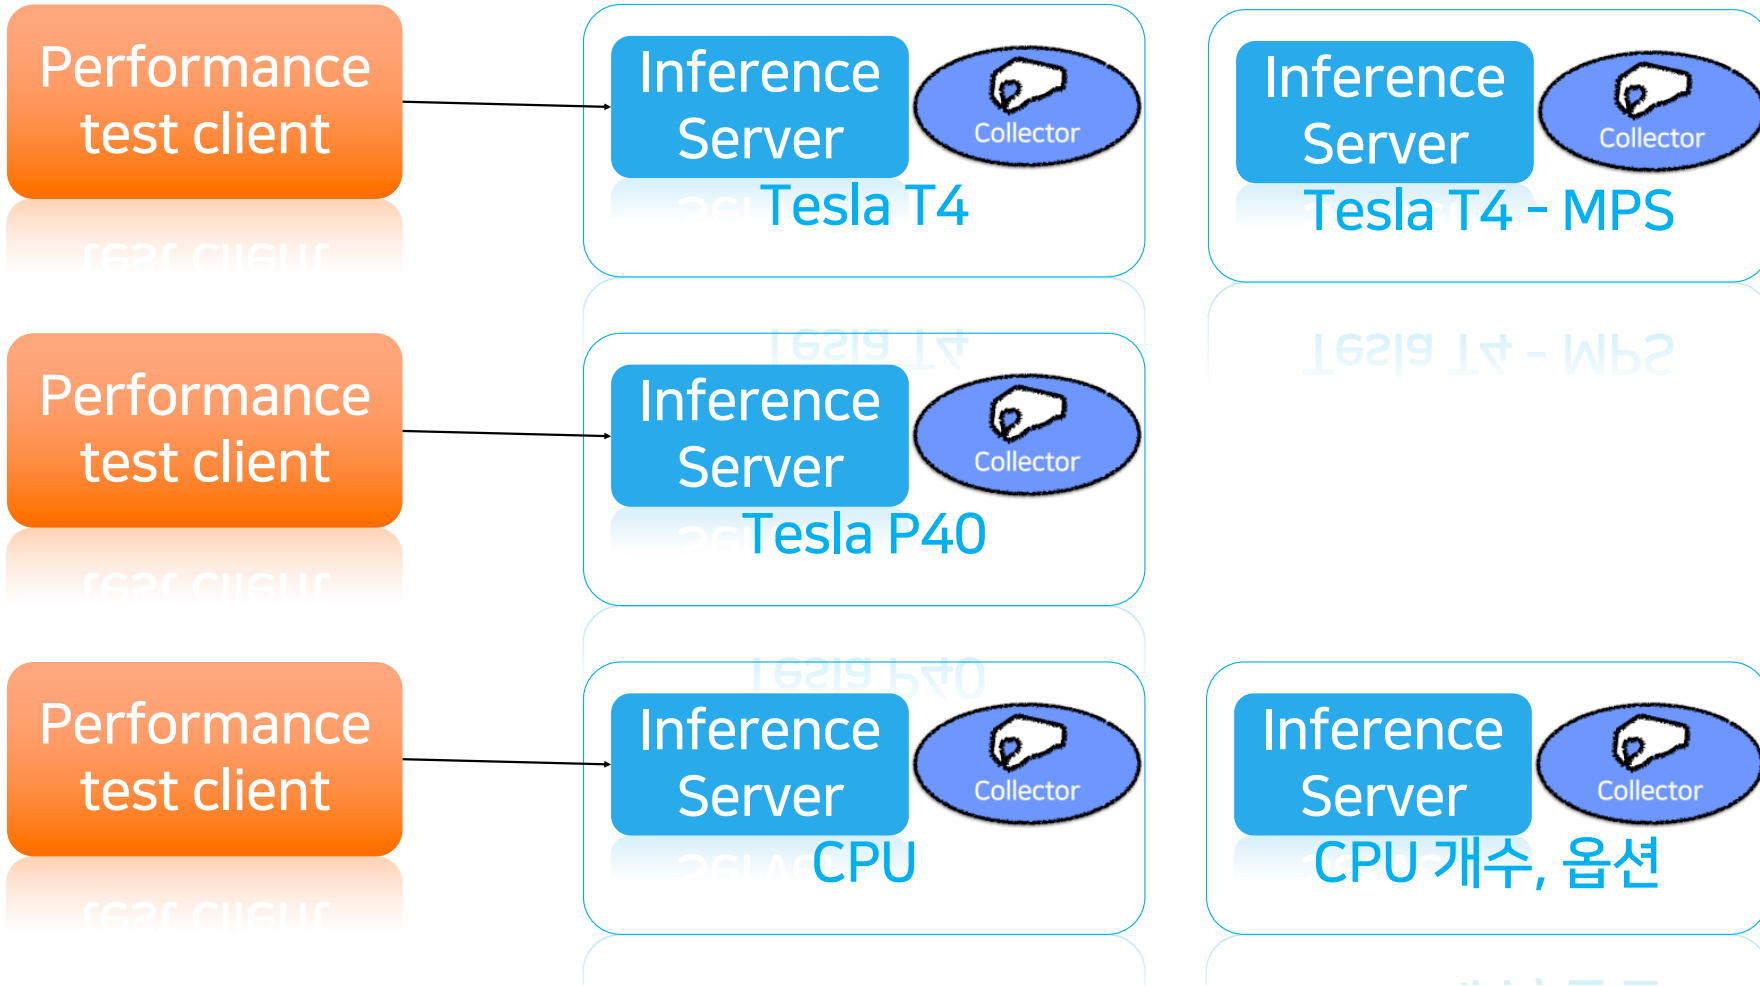 Performance
test client
Inference
Server
Collector
Tesla T4
Inference
Server
Collector
Tesla T4 - MPS
Performance
test client
Inference
Server
Collector
Tesla P40
Performance
test client
Inference
Server
Collector
CPU
Inference
Server
Collector
CPU 개수, 옵션